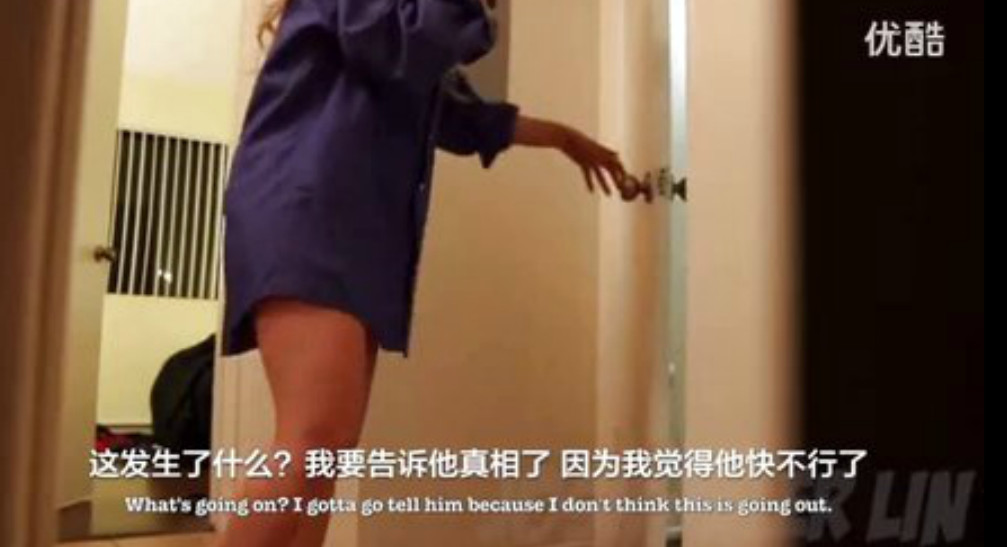 优酷
这发生了什么？我要告诉他真相了 因为我觉得他快不行了
What's going on? I gotta go tell him because I don't think this is going out.
LIN